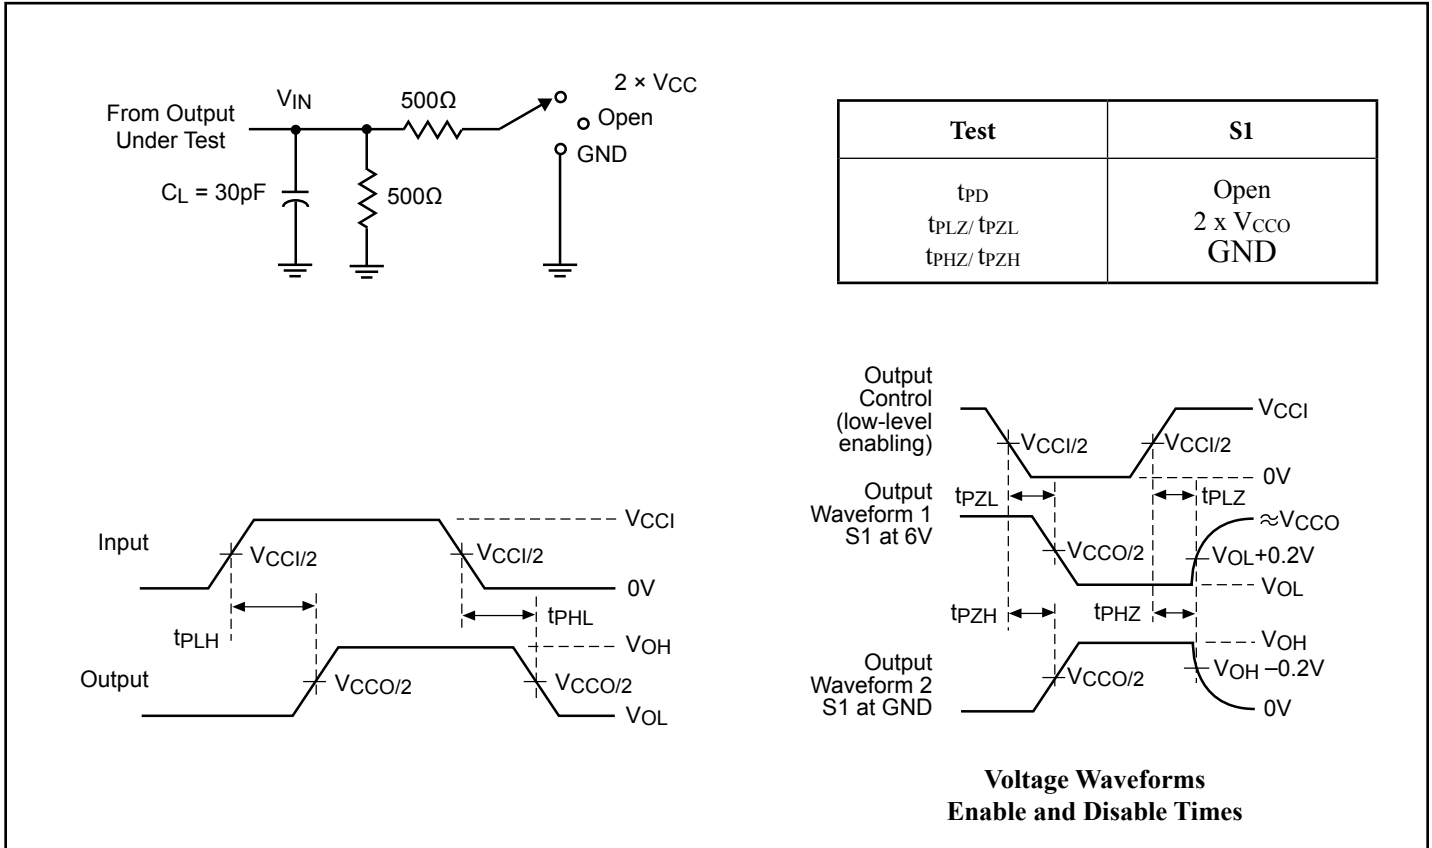 2 × VCC
From Output
Under Test
VIN
500Ω
Open
GND
CL = 30pF
500Ω
Test S1
tPD Open
tPLZ/ tPZL 2 x VCCO
tPHZ/ tPZH GND
Input
VCCI/2
VCCI/2
VCCI
0V
tPLH
tPHL
Output
VCCO/2
VCCO/2
VOH
VOL
Output
Control
(low-level
enabling)
VCCI/2
VCCI/2
VCCI
0V
Output
Waveform 1
S1 at 6V
tPZL
tPLZ
VCCO/2
≈VCCO
VOL+0.2V
VOL
tPZH
tPHZ
Output
Waveform 2
S1 at GND
VCCO/2
VOH
VOH –0.2V
0V
Voltage Waveforms
Enable and Disable Times